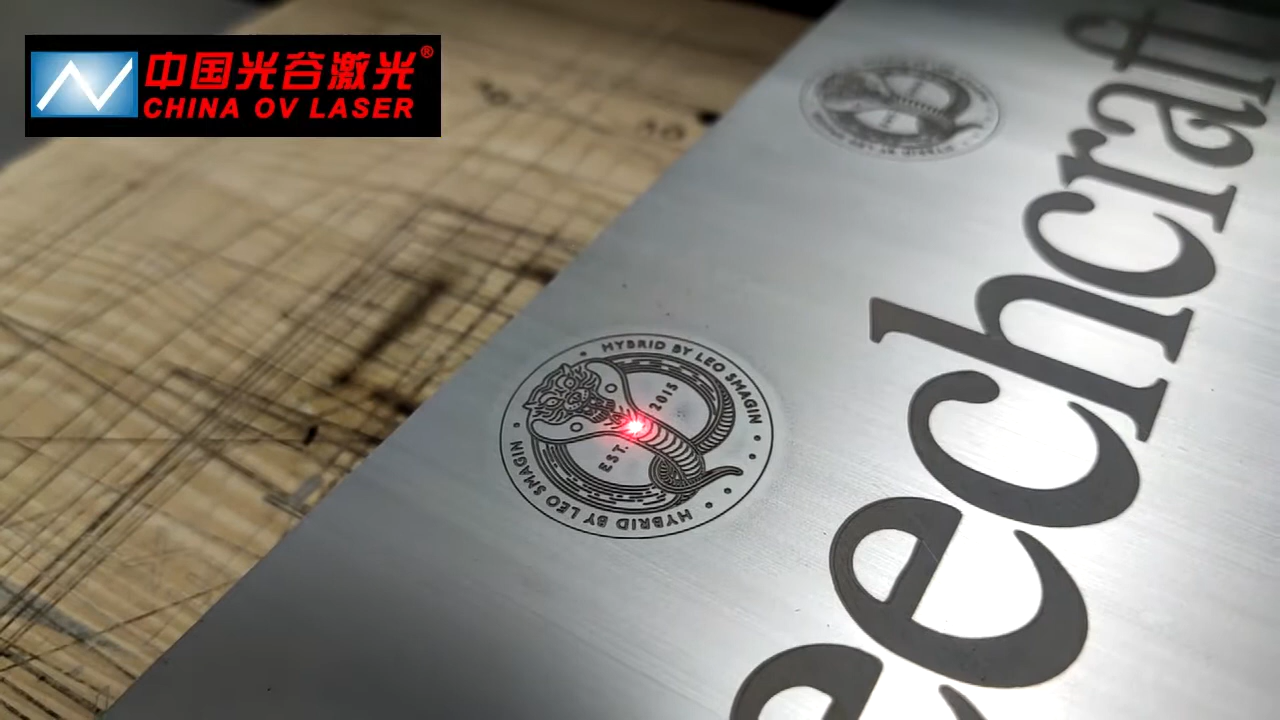 中国光谷激光®
CHINA OV LASER
eechcraft
HYBRID BY LEO SMAGIN
EST. 2015
HYBRID BY LEO SMAGIN